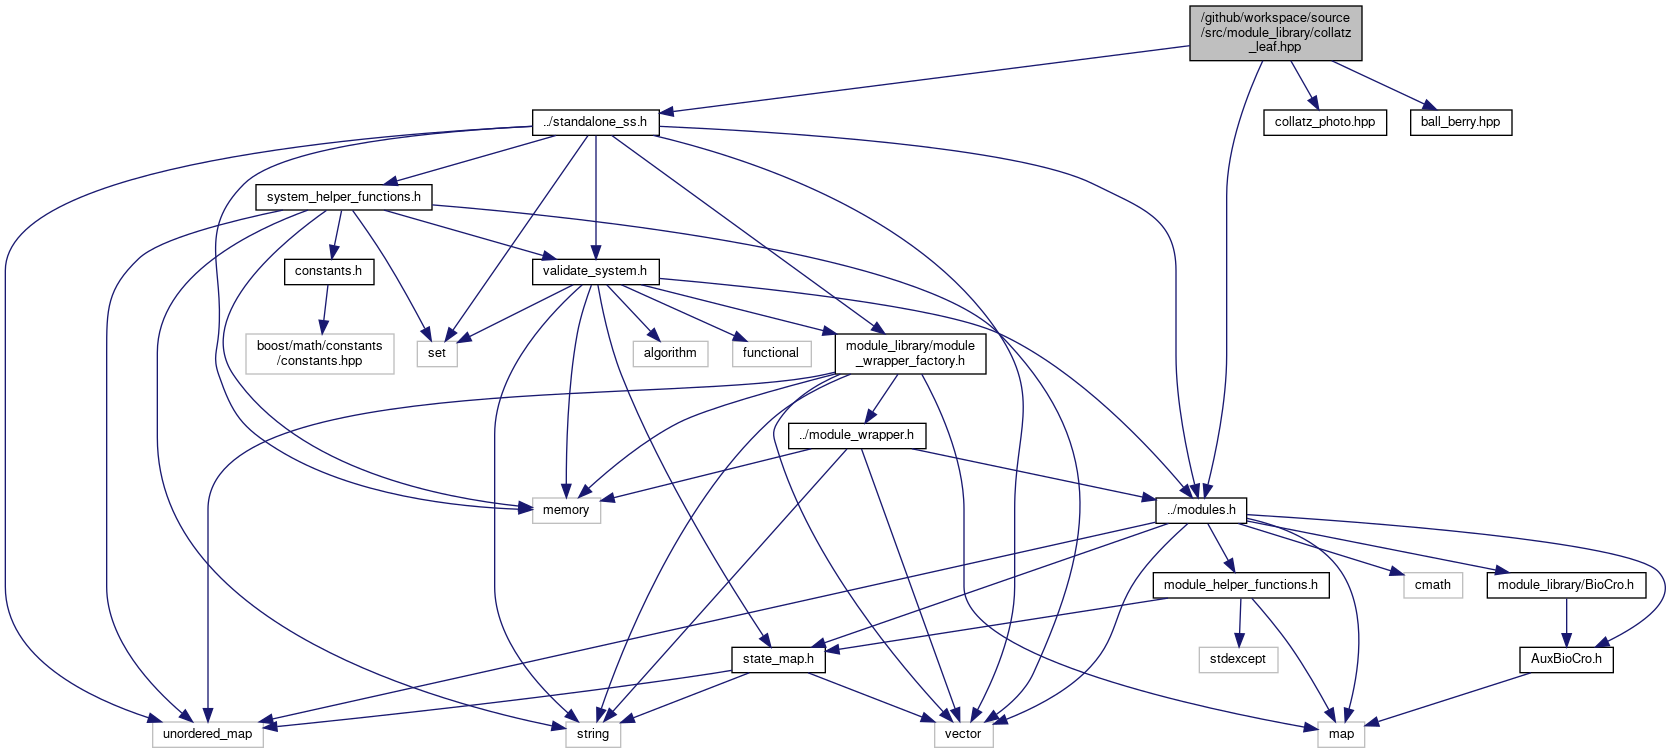 /github/workspace/source
/src/module_library/collatz
_leaf.hpp
../standalone_ss.h
collatz_photo.hpp
ball_berry.hpp
system_helper_functions.h
constants.h
validate_system.h
boost/math/constants
/constants.hpp
set
algorithm
functional
module_library/module
_wrapper_factory.h
../module_wrapper.h
memory
../modules.h
module_helper_functions.h
cmath
module_library/BioCro.h
state_map.h
stdexcept
AuxBioCro.h
unordered_map
string
vector
map